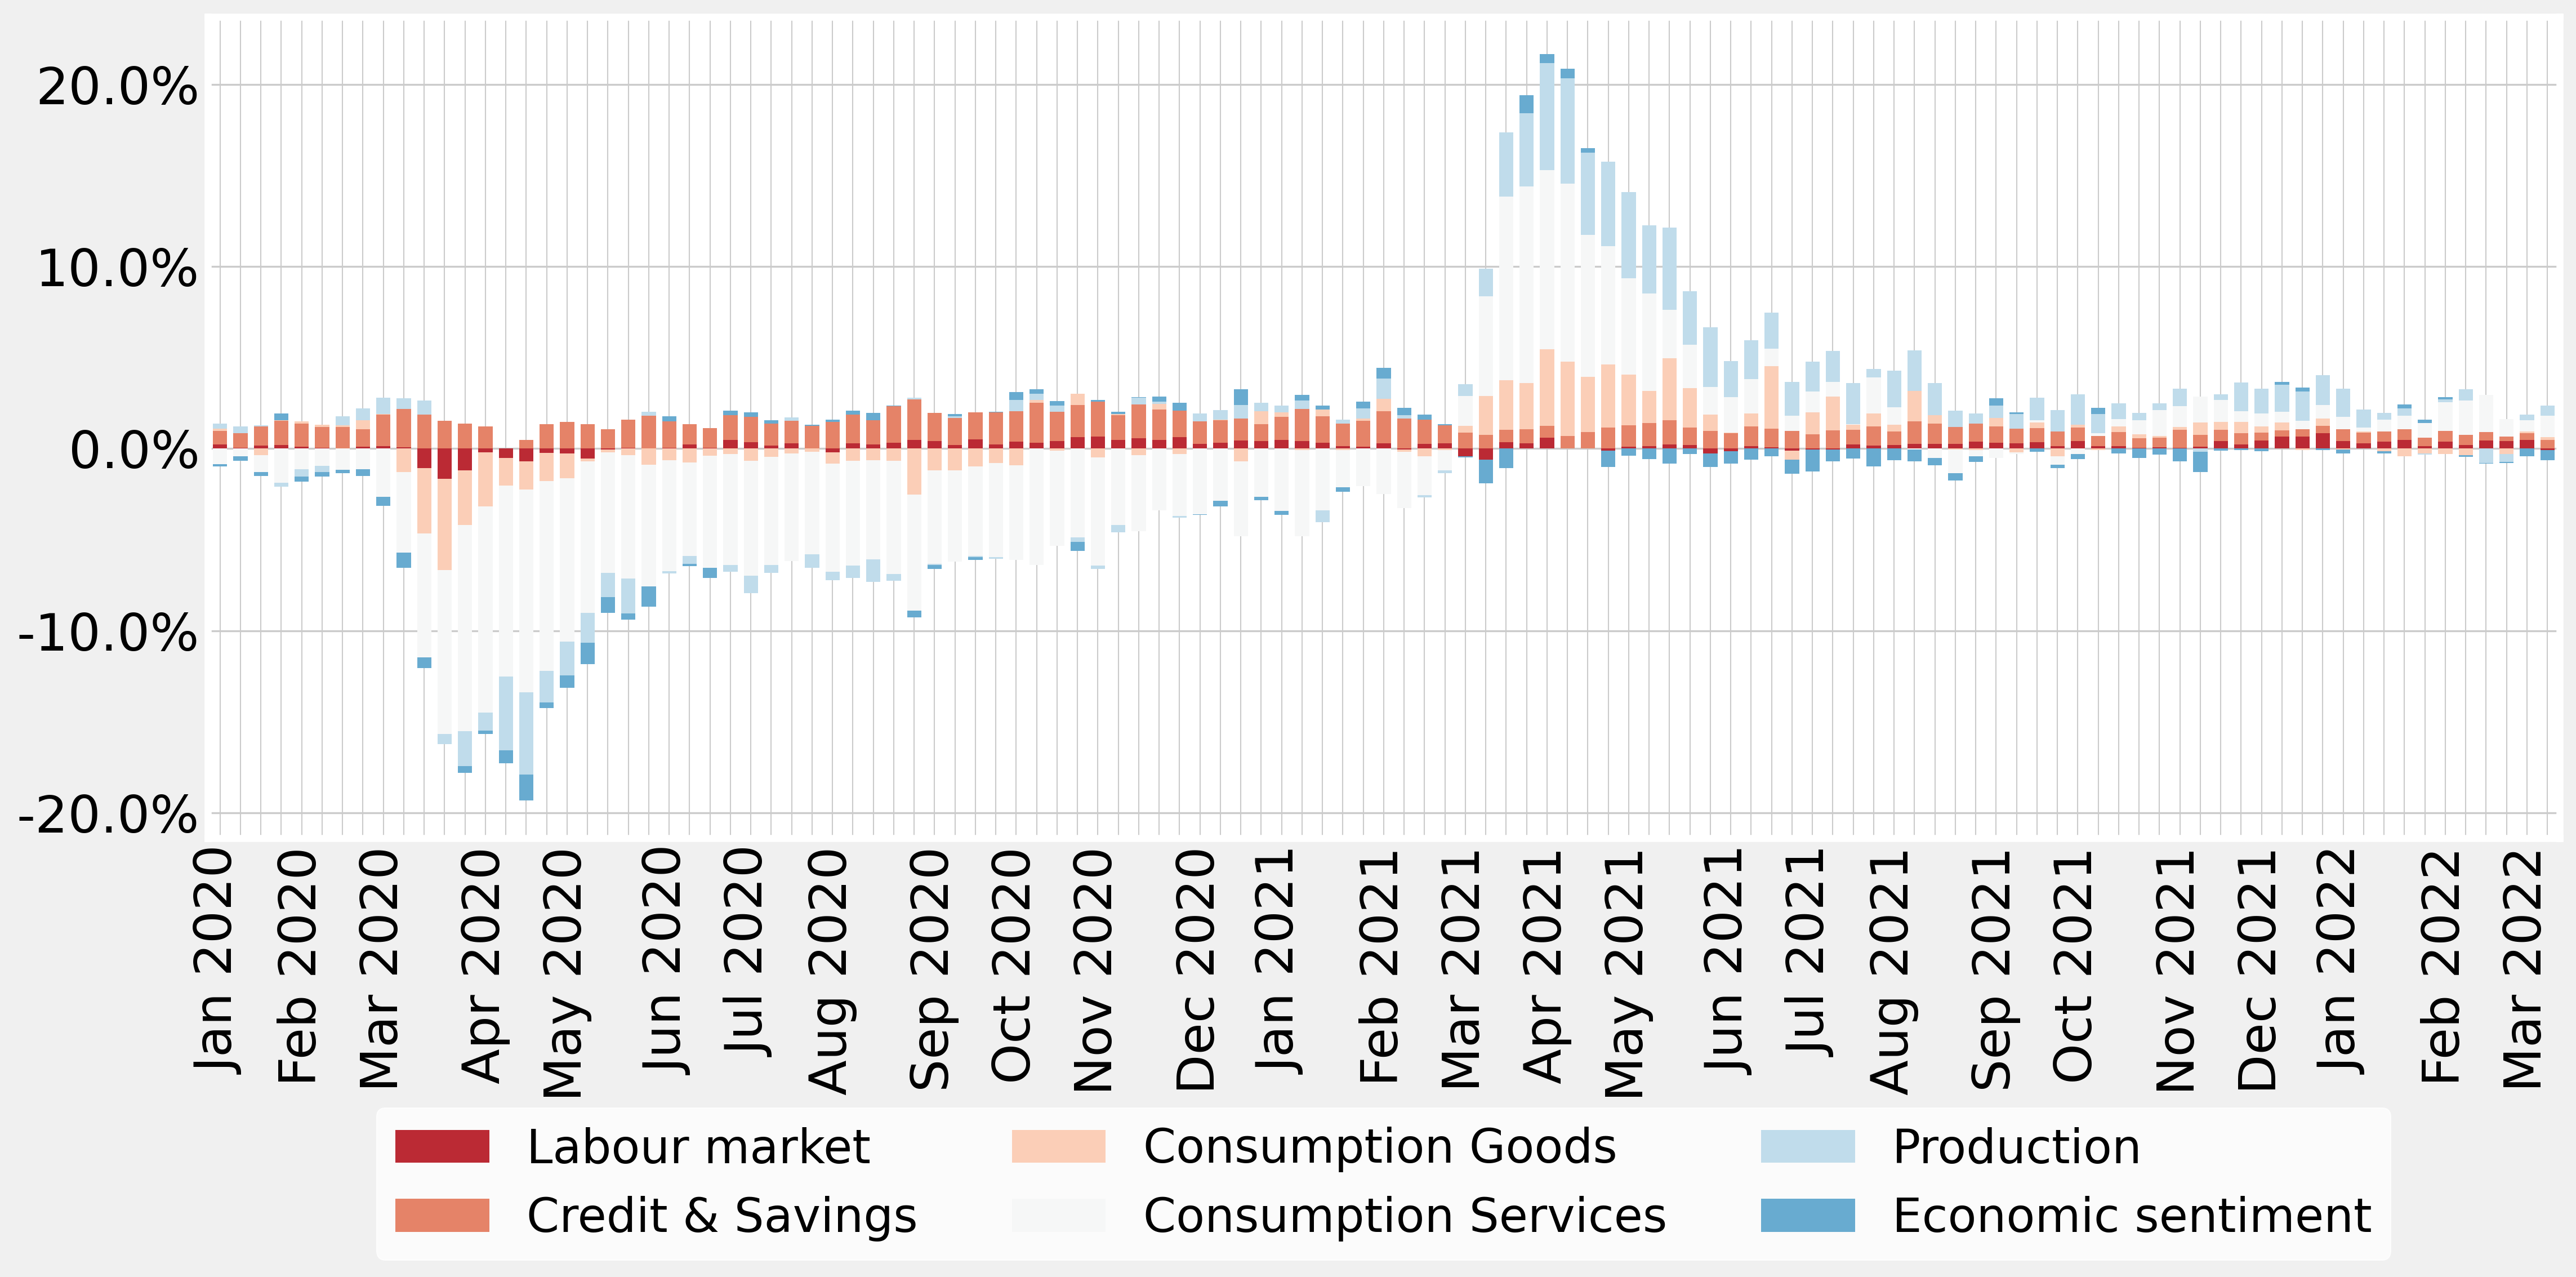 20.0%
10.0%
0.0%
-10.0%
-20.0%
Jan 2020
Feb 2020
Mar 2020
Apr 2020
May 2020
Jun 2020
Jul 2020
Aug 2020
Sep 2020
Oct 2020
Nov 2020
Dec 2020
Jan 2021
Feb 2021
Mar 2021
Apr 2021
May 2021
Jun 2021
Jul 2021
Aug 2021
Sep 2021
Oct 2021
Nov 2021
Dec 2021
Jan 2022
Feb 2022
Mar 2022
Labour market
Credit & Savings
Consumption Goods
Consumption Services
Production
Economic sentiment